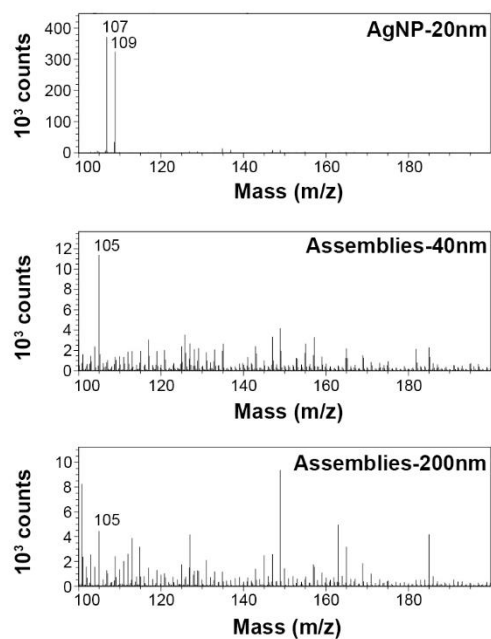 AgNP-20nm
107
109
10³ counts
400
300
200
100
0
100 120 140 160 180
Mass (m/z)
Assemblies-40nm
105
10³ counts
12
10
8
6
4
2
0
100 120 140 160 180
Mass (m/z)
Assemblies-200nm
105
10³ counts
10
8
6
4
2
0
100 120 140 160 180
Mass (m/z)